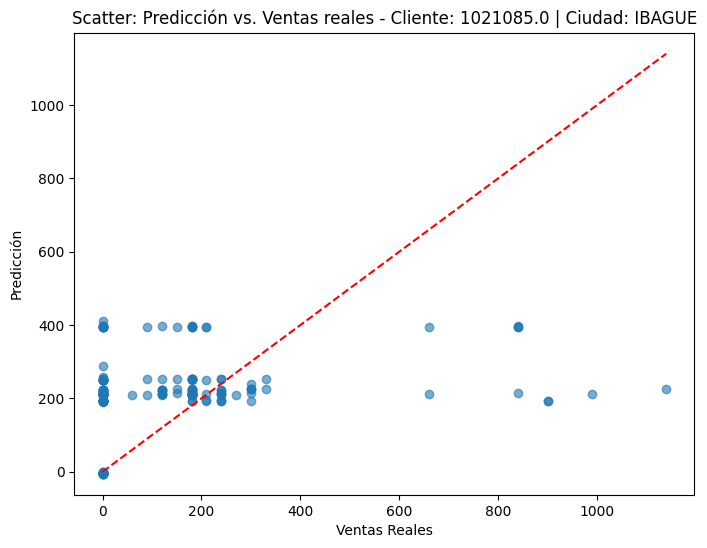 Scatter: Predicción vs. Ventas reales - Cliente: 1021085.0 | Ciudad: IBAGUE
Predicción
1000
800
600
400
200
0
0 200 400 600 800 1000
Ventas Reales